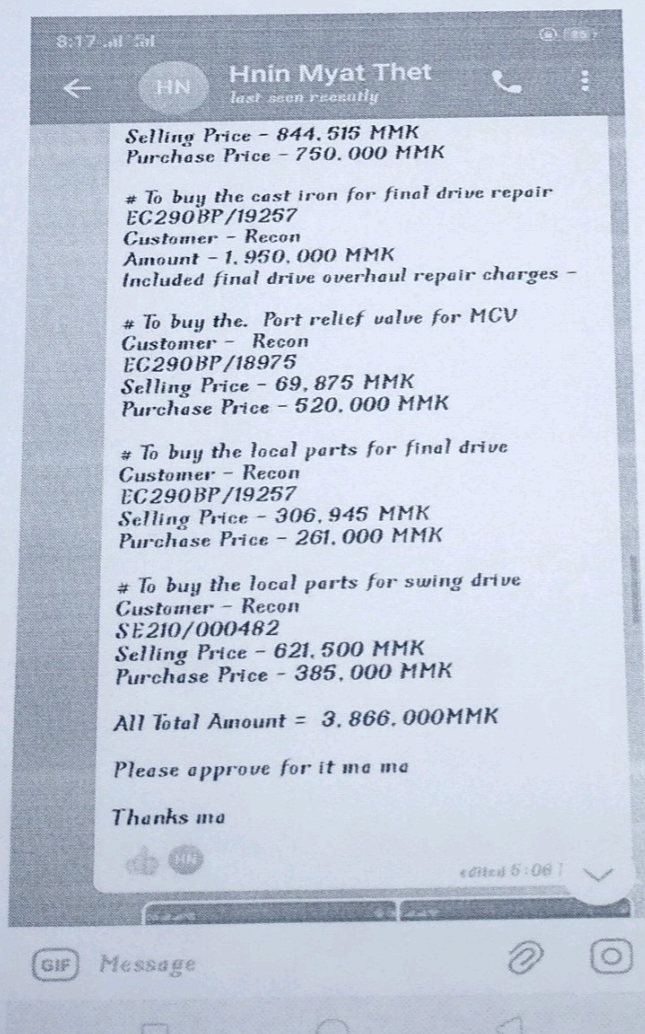 8:17
HN
Hnin Myat Thet
last seen recently
Selling Price - 844,515 MMK
Purchase Price - 750,000 MMK
# To buy the cast iron for final drive repair
EC290BP/19257
Customer - Recon
Amount - 1,950,000 MMK
Included final drive overhaul repair charges -
# To buy the. Port relief valve for MCV
Customer - Recon
EC290BP/18975
Selling Price - 69,875 MMK
Purchase Price - 520,000 MMK
# To buy the local parts for final drive
Customer - Recon
EC290BP/19257
Selling Price - 306,945 MMK
Purchase Price - 261,000 MMK
# To buy the local parts for swing drive
Customer - Recon
SE210/000482
Selling Price - 621,500 MMK
Purchase Price - 385,000 MMK
All Total Amount = 3,866,000MMK
Please approve for it ma ma
Thanks ma
HN
edited 5:06
GIF Message